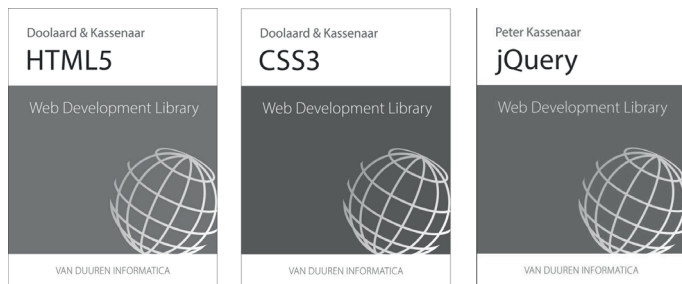 Doolaard & Kassenaar
HTML5
Web Development Library
VAN DUUREN INFORMATICA
Doolaard & Kassenaar
CSS3
Web Development Library
VAN DUUREN INFORMATICA
Peter Kassenaar
jQuery
Web Development Library
VAN DUUREN INFORMATICA